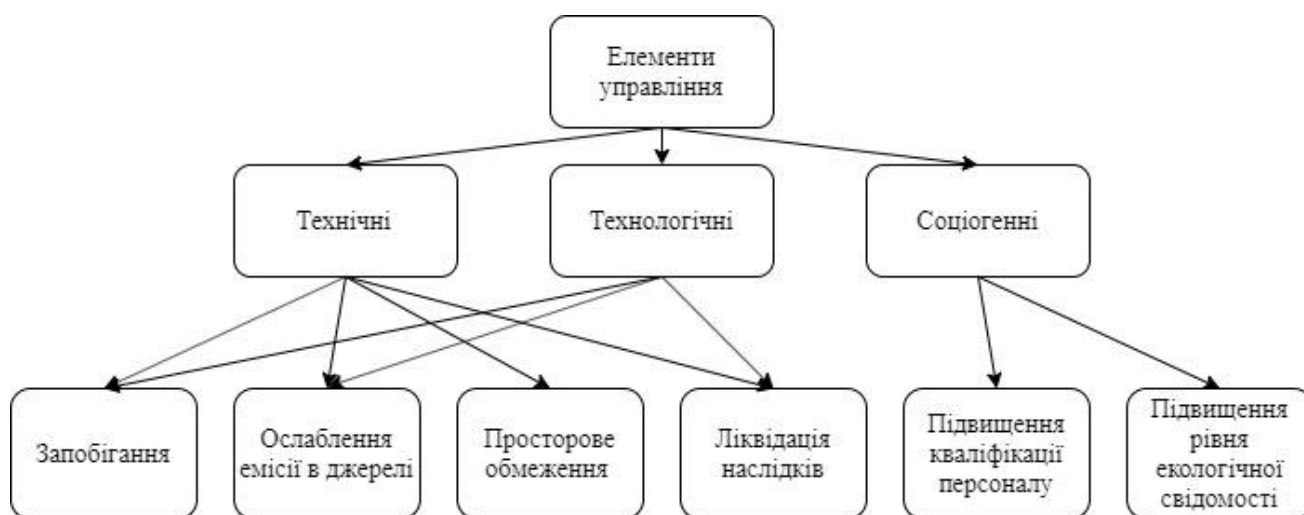 Елементи
управління
Технічні
Технологічні
Соціогенні
Запобігання
Ослаблення
емісії в джерелі
Просторове
обмеження
Ліквідація
наслідків
Підвищення
кваліфікації
персоналу
Підвищення
рівня
екологічної
свідомості